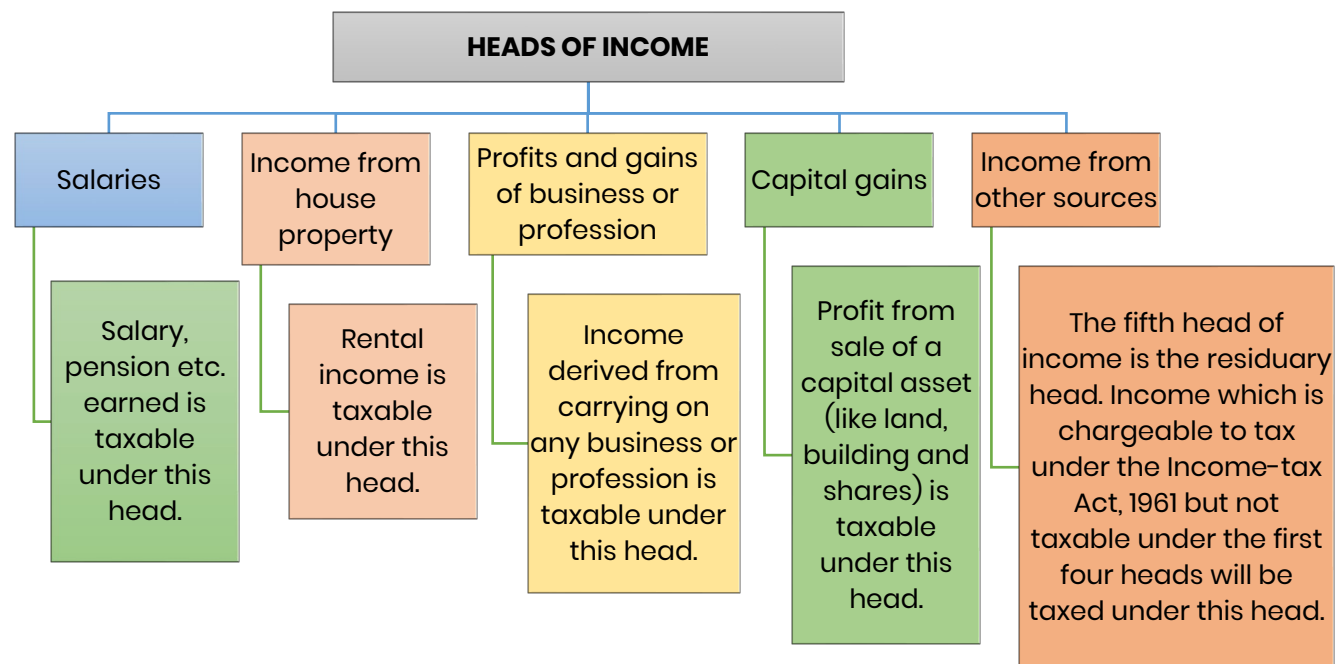 HEADS OF INCOME
Salaries
Income from
house
property
Profits and gains
of business or
profession
Capital gains
Income from
other sources
Salary,
pension etc.
earned is
taxable
under this
head.
Rental
income is
taxable
under this
head.
Income
derived from
carrying on
any business or
profession is
taxable under
this head.
Profit from
sale of a
capital asset
(like land,
building and
shares) is
taxable
under this
head.
The fifth head of
income is the residuary
head. Income which is
chargeable to tax
under the Income-tax
Act, 1961 but not
taxable under the first
four heads will be
taxed under this head.